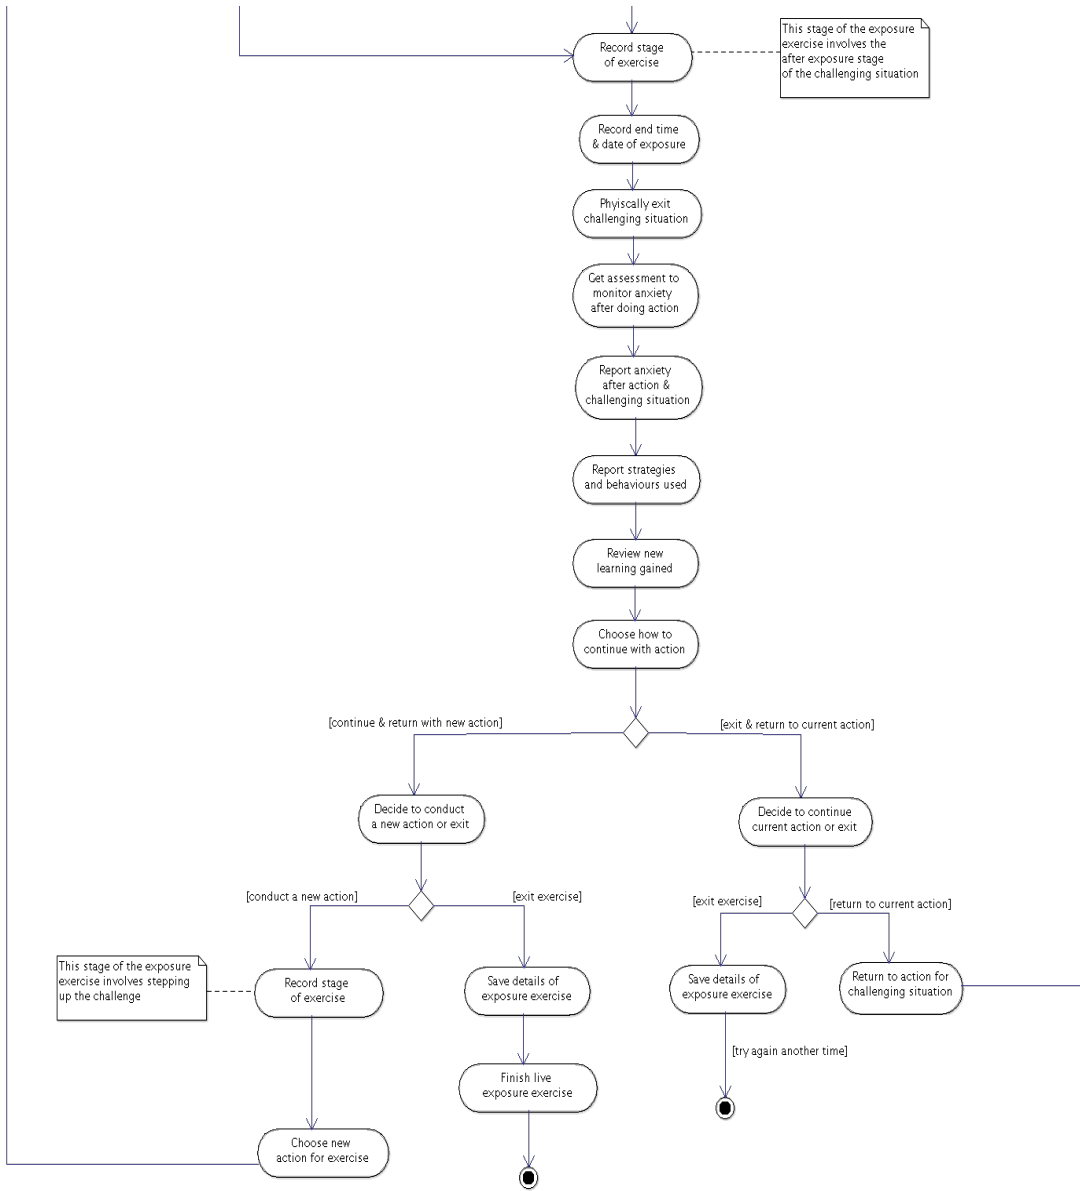 Record stage
of exercise
This stage of the exposure
exercise involves the
after exposure stage
of the challenging situation
Record end time
& date of exposure
Phyiscally exit
challenging situation
Get assessment to
monitor anxiety
after doing action
Report anxiety
after action &
challenging situation
Report strategies
and behaviours used
Review new
learning gained
Choose how to
continue with action
[continue & return with new action]
[exit & return to current action]
Decide to conduct
a new action or exit
Decide to continue
current action or exit
[conduct a new action]
[exit exercise]
[exit exercise]
[return to current action]
This stage of the exposure
exercise involves stepping
up the challenge
Record stage
of exercise
Save details of
exposure exercise
Save details of
exposure exercise
Return to action for
challenging situation
[try again another time]
Finish live
exposure exercise
Choose new
action for exercise